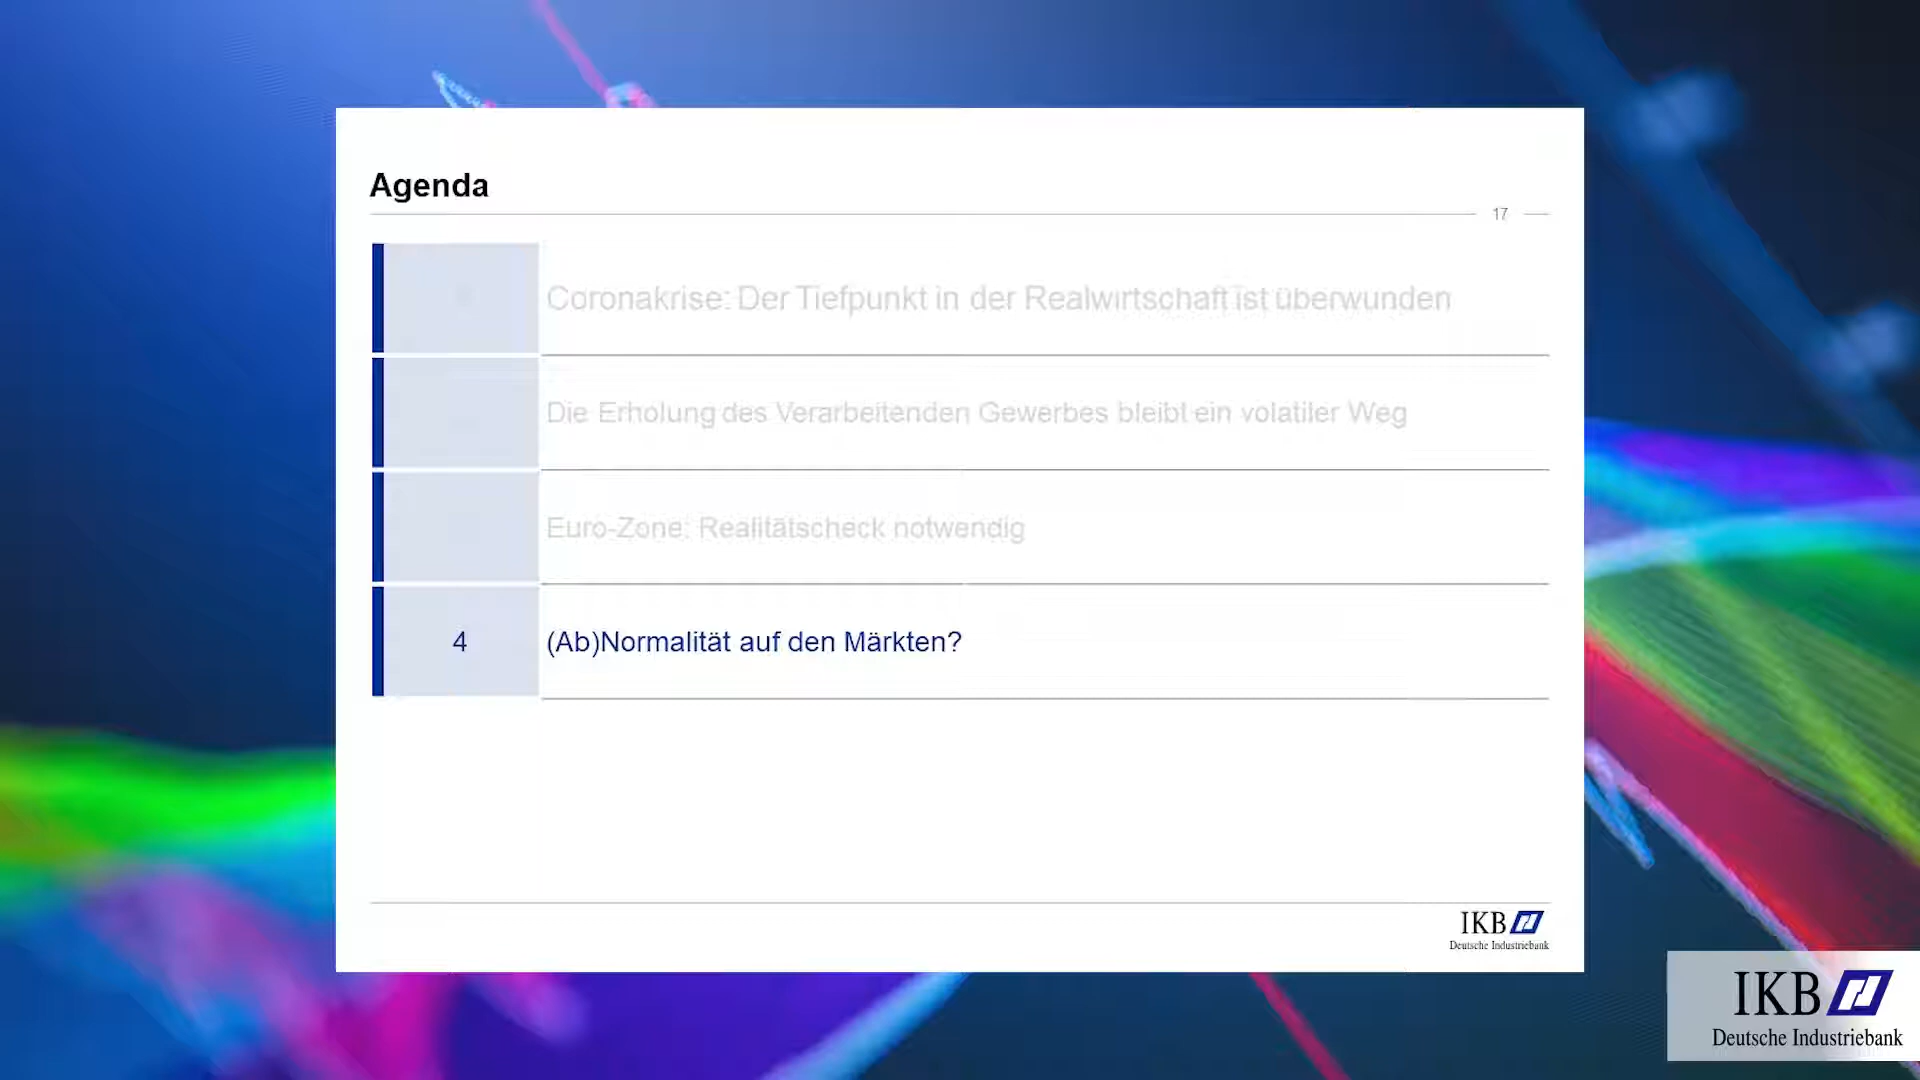 Agenda
17
Coronakrise: Der Tiefpunkt in der Realwirtschaft ist überwunden
Die Erholung des Verarbeitenden Gewerbes bleibt ein volatiler Weg
Euro-Zone: Realitätscheck notwendig
4 (Ab)Normalität auf den Märkten?
IKB
Deutsche Industriebank
IKB
Deutsche Industriebank